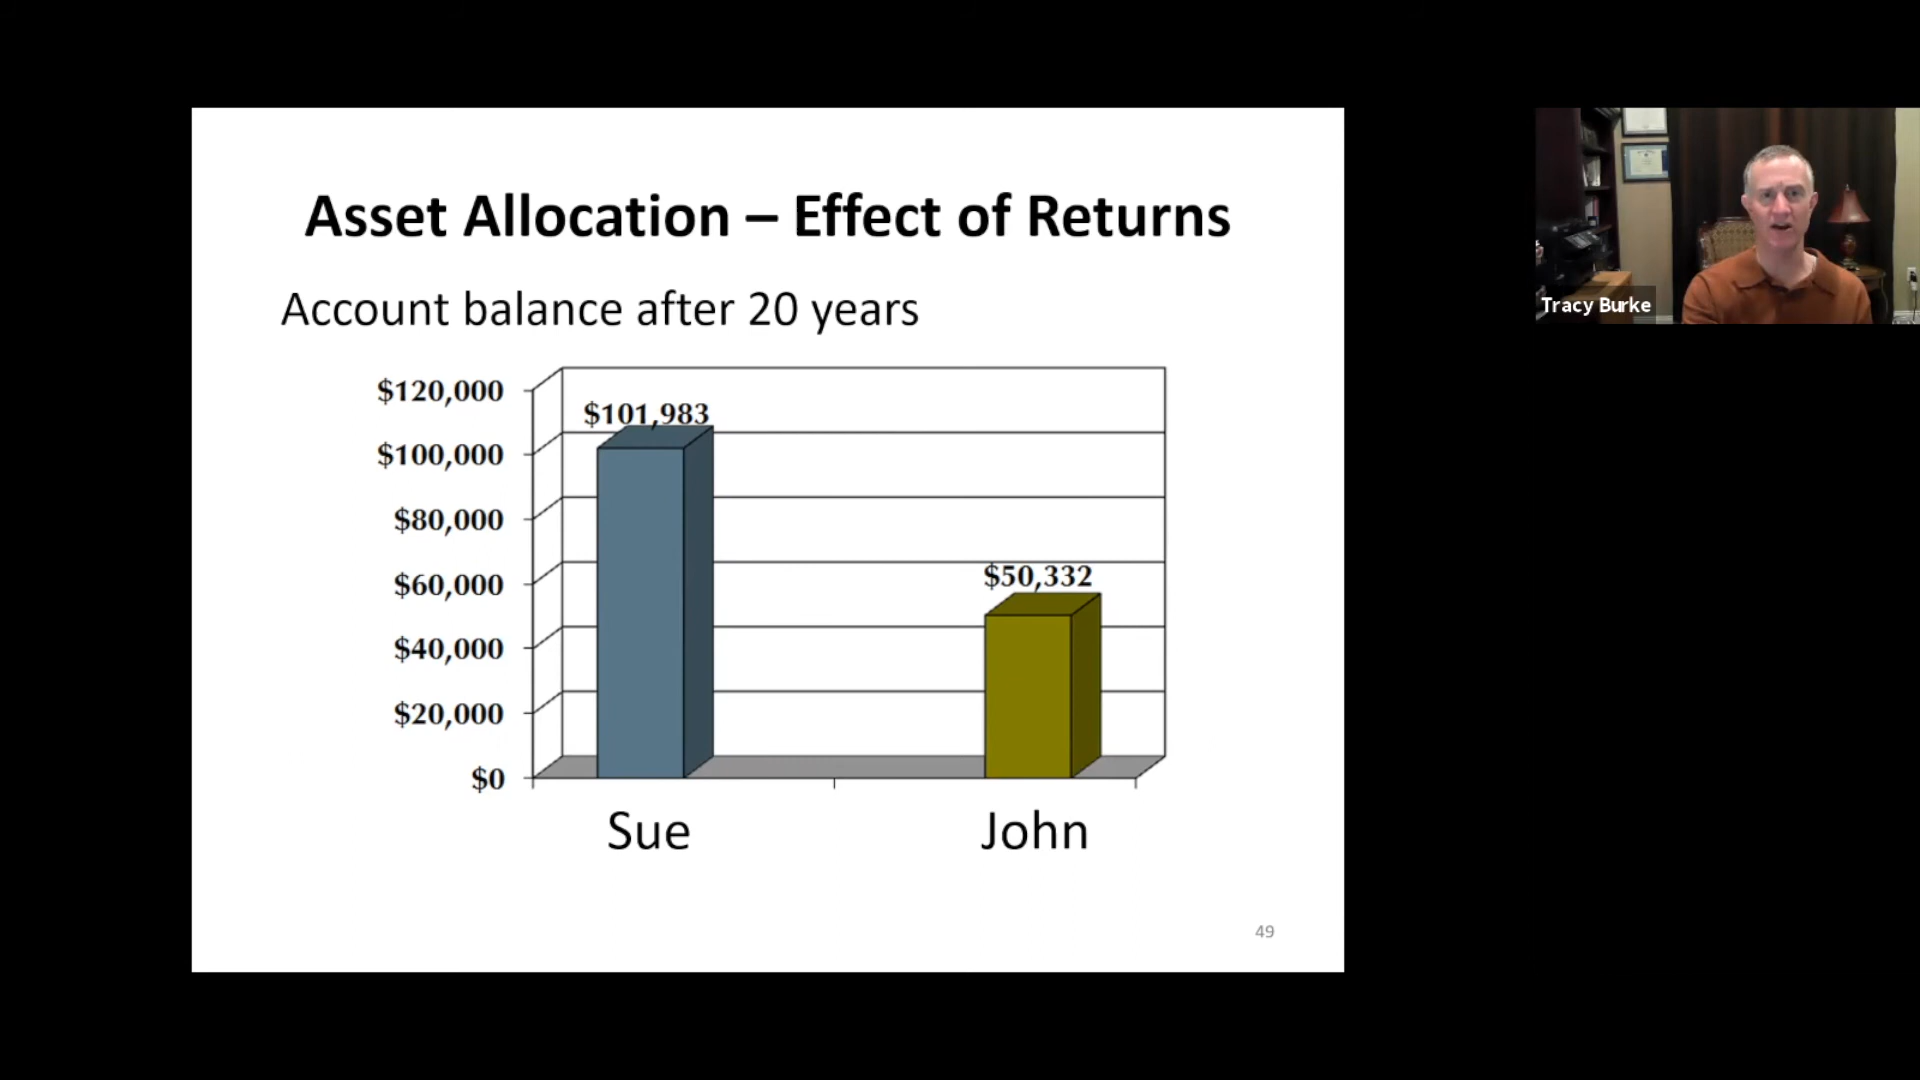 Asset Allocation – Effect of Returns
Account balance after 20 years
$120,000
$101,983
$100,000
$80,000
$60,000
$50,332
$40,000
$20,000
$0
Sue
John
49
Tracy Burke